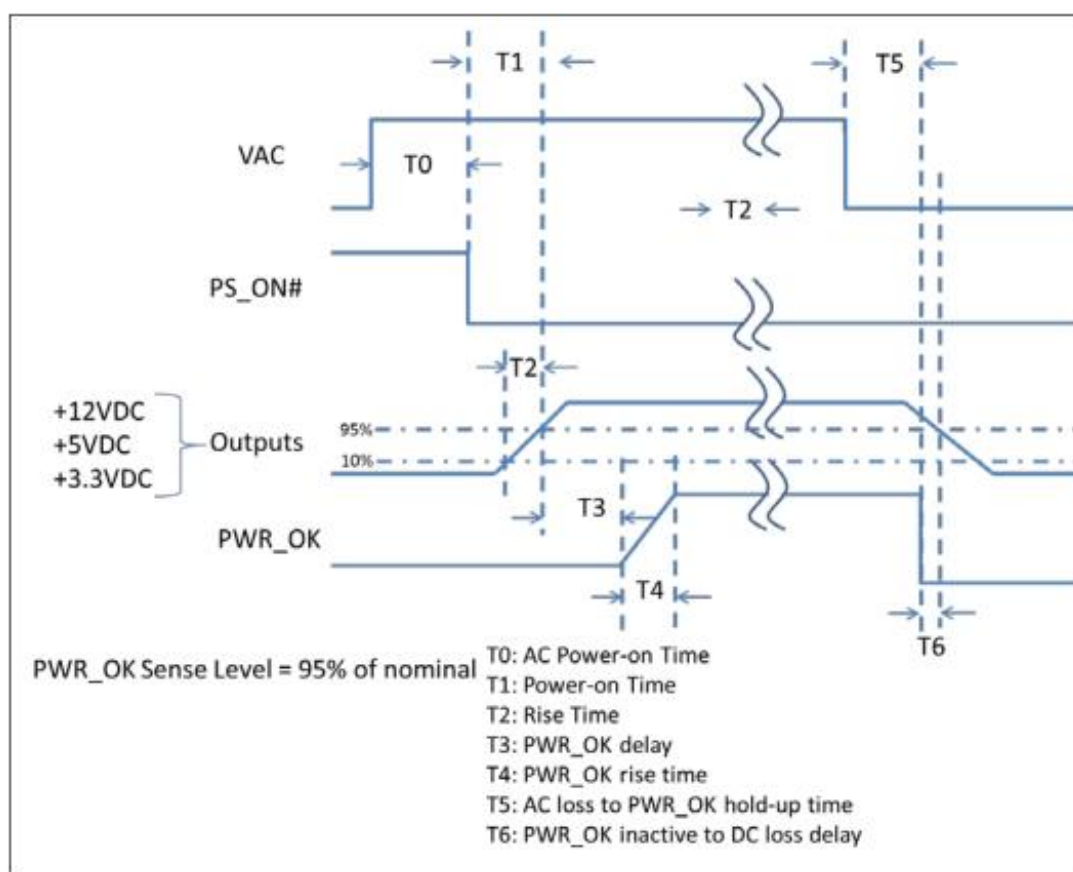 T1
T5
VAC
T0
T2
PS_ON#
T2
+12VDC
+5VDC
+3.3VDC
Outputs
95%
10%
T3
PWR_OK
T4
T6
PWR_OK Sense Level = 95% of nominal
T0: AC Power-on Time
T1: Power-on Time
T2: Rise Time
T3: PWR_OK delay
T4: PWR_OK rise time
T5: AC loss to PWR_OK hold-up time
T6: PWR_OK inactive to DC loss delay